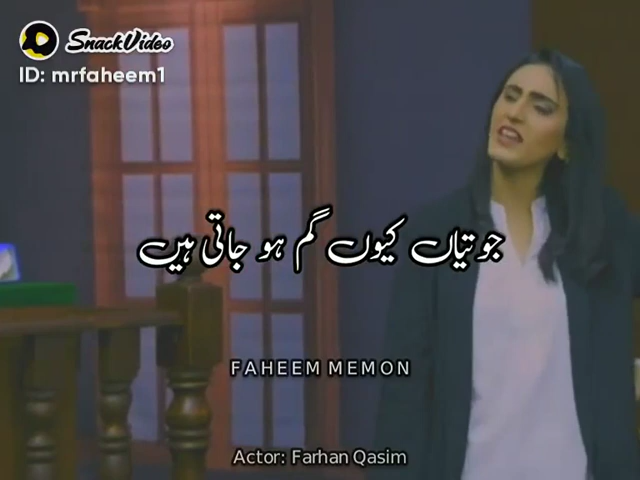 SnackVideo
ID: mrfaheem1
جوتیاں کیوں گم ہو جاتی ہیں
FAHEEM MEMON
Actor: Farhan Qasim